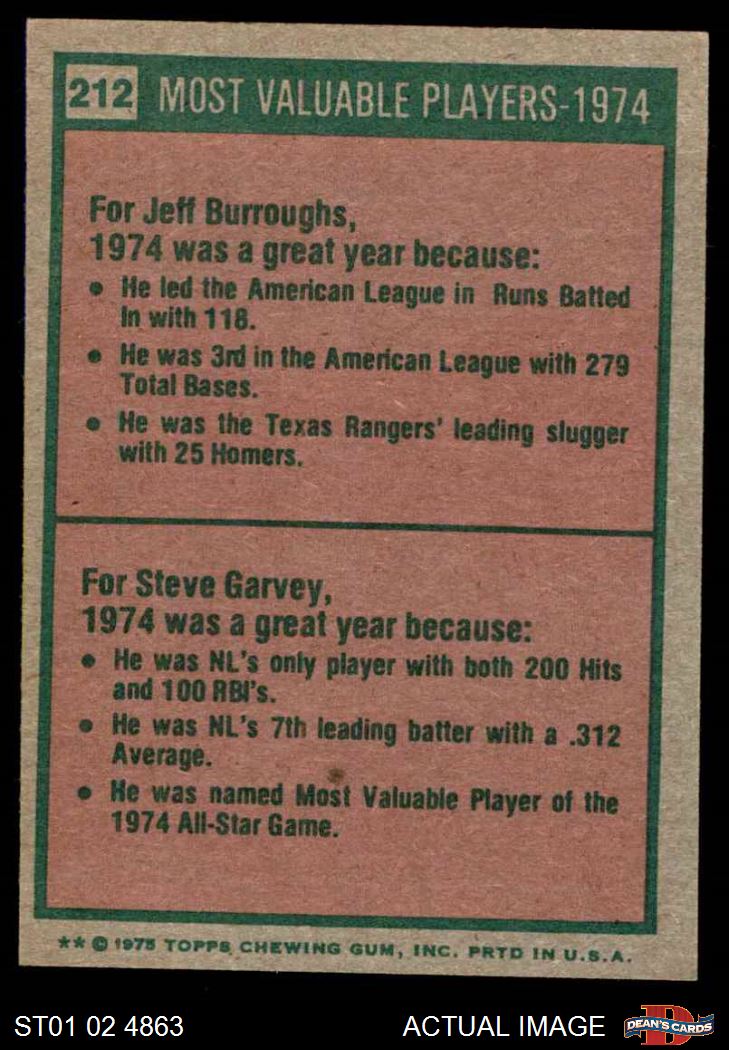 212 MOST VALUABLE PLAYERS-1974
For Jeff Burroughs,
1974 was a great year because:
• He led the American League in Runs Batted
In with 118.
• He was 3rd in the American League with 279
Total Bases.
• He was the Texas Rangers' leading slugger
with 25 Homers.
For Steve Garvey,
1974 was a great year because:
• He was NL's only player with both 200 Hits
and 100 RBI's.
• He was NL's 7th leading batter with a .312
Average.
• He was named Most Valuable Player of the
1974 All-Star Game.
** © 1975 TOPPS CHEWING GUM, INC. PRTD IN U.S.A.
ST01 02 4863 ACTUAL IMAGE DEAN'S CARDS